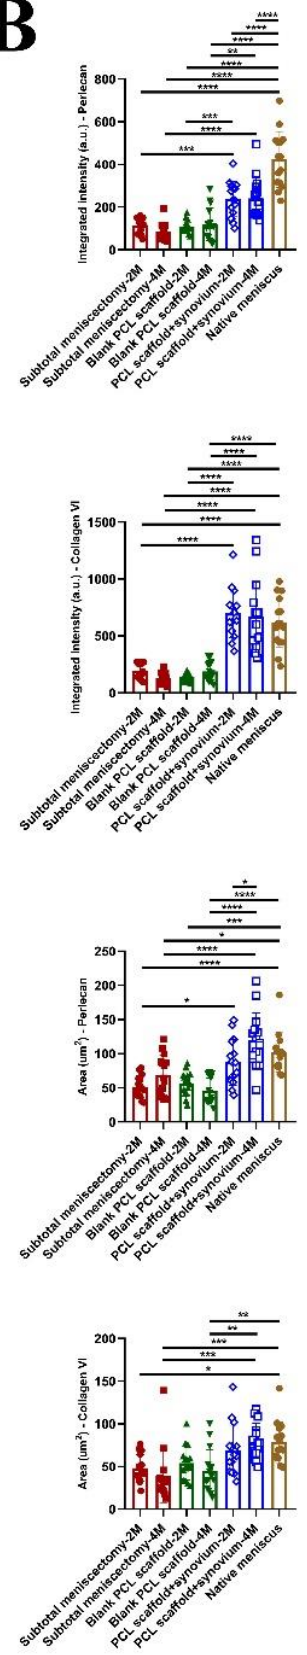 B
****
****
****
**
****
****
****
***
****
***
Integrated Intensity (a.u.) - Perlecan
800
600
400
200
0
Subtotal meniscectomy-2M
Subtotal meniscectomy-4M
Blank PCL scaffold-2M
Blank PCL scaffold-4M
PCL scaffold+synovium-2M
PCL scaffold+synovium-4M
Native meniscus
****
****
****
****
****
****
****
****
Integrated Intensity (a.u.) - Collagen VI
1500
1000
500
0
Subtotal meniscectomy-2M
Subtotal meniscectomy-4M
Blank PCL scaffold-2M
Blank PCL scaffold-4M
PCL scaffold+synovium-2M
PCL scaffold+synovium-4M
Native meniscus
*
****
****
***
*
****
****
*
Area (um²) - Perlecan
250
200
150
100
50
0
Subtotal meniscectomy-2M
Subtotal meniscectomy-4M
Blank PCL scaffold-2M
Blank PCL scaffold-4M
PCL scaffold+synovium-2M
PCL scaffold+synovium-4M
Native meniscus
**
**
***
***
*
Area (um²) - Collagen VI
200
150
100
50
0
Subtotal meniscectomy-2M
Subtotal meniscectomy-4M
Blank PCL scaffold-2M
Blank PCL scaffold-4M
PCL scaffold+synovium-2M
PCL scaffold+synovium-4M
Native meniscus